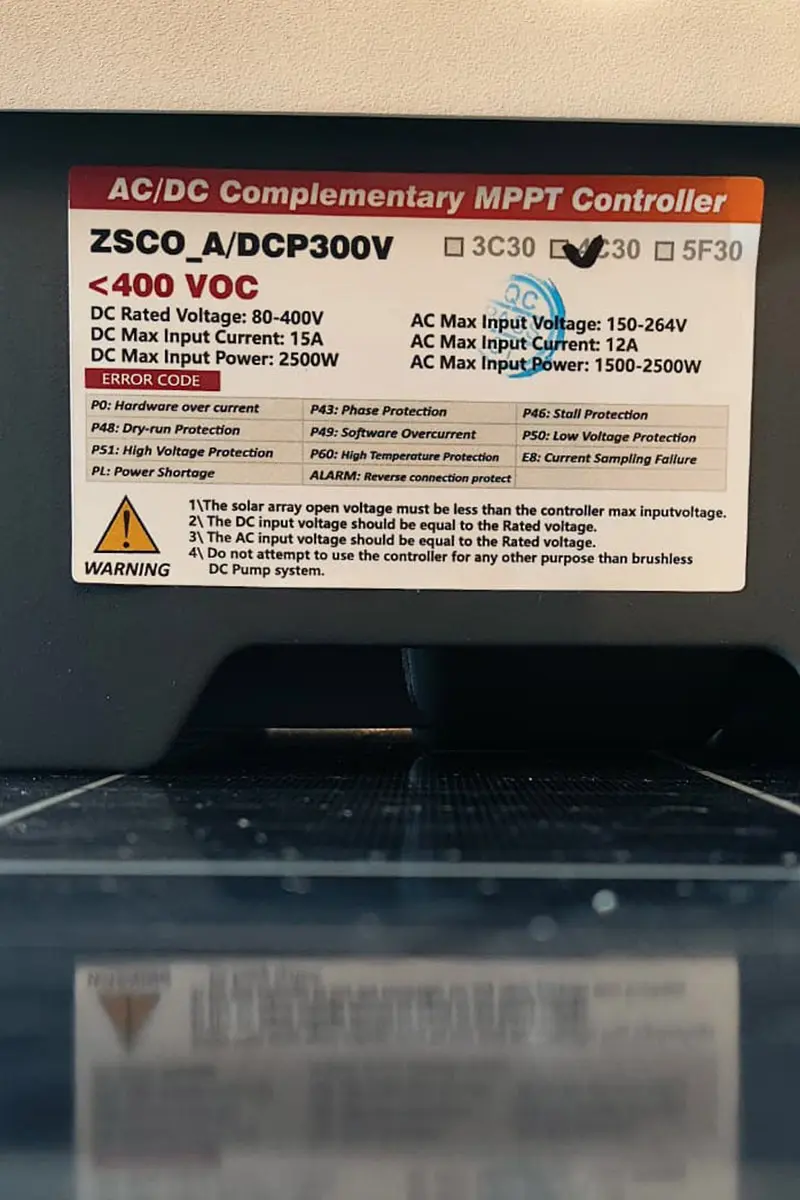 AC/DC Complementary MPPT Controller
ZSCO_A/DCP300V 3C30 4C30 5F30
<400 VOC
DC Rated Voltage: 80-400V
DC Max Input Current: 15A
DC Max Input Power: 2500W
AC Max Input Voltage: 150-264V
AC Max Input Current: 12A
AC Max Input Power: 1500-2500W
QC
ERROR CODE
P0: Hardware over current P43: Phase Protection P46: Stall Protection
P48: Dry-run Protection P49: Software Overcurrent P50: Low Voltage Protection
P51: High Voltage Protection P60: High Temperature Protection E8: Current Sampling Failure
PL: Power Shortage ALARM: Reverse connection protect
WARNING
1\The solar array open voltage must be less than the controller max inputvoltage.
2\ The DC input voltage should be equal to the Rated voltage.
3\ The AC input voltage should be equal to the Rated voltage.
4\ Do not attempt to use the controller for any other purpose than brushless
DC Pump system.